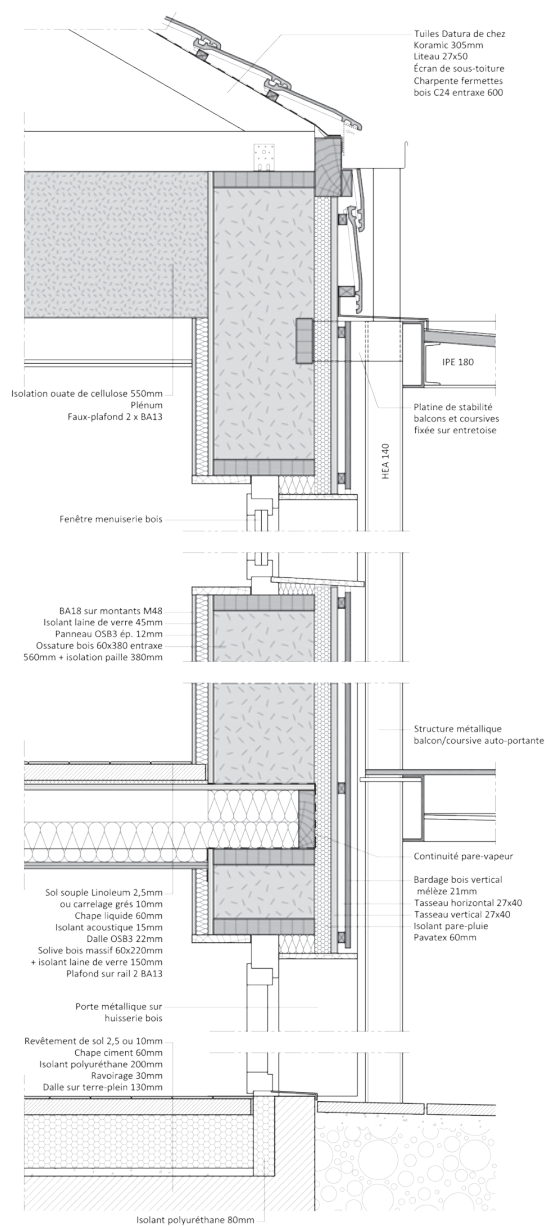 Tuiles Datura de chez
Koramic 305mm
Liteau 27x50
Écran de sous-toiture
Charpente fermettes
bois C24 entraxe 600
IPE 180
Isolation ouate de cellulose 550mm
Plénum
Faux-plafond 2 x BA13
Platine de stabilité
balcons et coursives
fixée sur entretoise
HEA 140
Fenêtre menuiserie bois
BA18 sur montants M48
Isolant laine de verre 45mm
Panneau OSB3 ép. 12mm
Ossature bois 60x380 entraxe
560mm + isolation paille 380mm
Structure métallique
balcon/coursive auto-portante
Continuité pare-vapeur
Bardage bois vertical
mélèze 21mm
Tasseau horizontal 27x40
Tasseau vertical 27x40
Isolant pare-pluie
Pavatex 60mm
Sol souple Linoleum 2,5mm
ou carrelage grés 10mm
Chape liquide 60mm
Isolant acoustique 15mm
Dalle OSB3 22mm
Solive bois massif 60x220mm
+ isolant laine de verre 150mm
Plafond sur rail 2 BA13
Porte métallique sur
huisserie bois
Revêtement de sol 2,5 ou 10mm
Chape ciment 60mm
Isolant polyuréthane 200mm
Ravoirage 30mm
Dalle sur terre-plein 130mm
Isolant polyuréthane 80mm